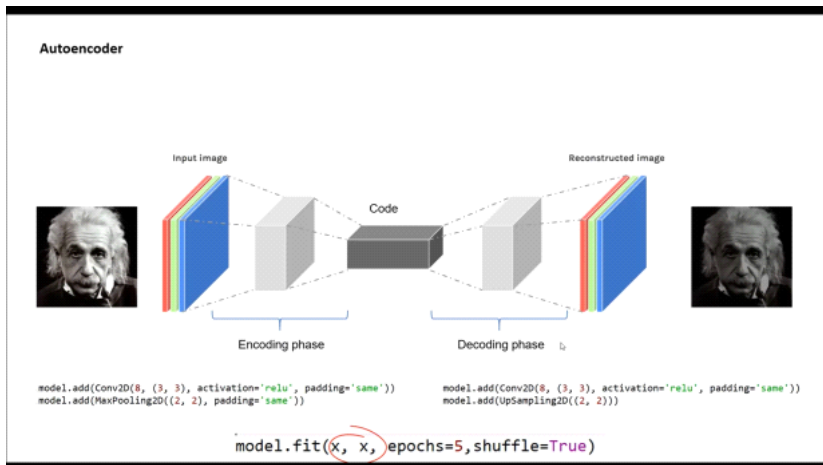 Autoencoder
Input image
Reconstructed image
Code
Encoding phase
Decoding phase
model.add(Conv2D(8, (3, 3), activation='relu', padding='same'))
model.add(MaxPooling2D((2, 2), padding='same'))
model.add(Conv2D(8, (3, 3), activation='relu', padding='same'))
model.add(UpSampling2D((2, 2)))
model.fit(x, x, epochs=5,shuffle=True)